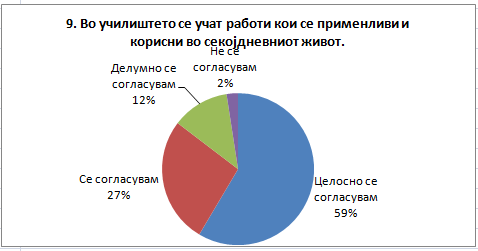 9. Во училиштето се учат работи кои се применливи и
корисни во секојдневниот живот.
Не се
согласувам
2%
Делумно се
согласувам
12%
Се согласувам
27%
Целосно се
согласувам
59%